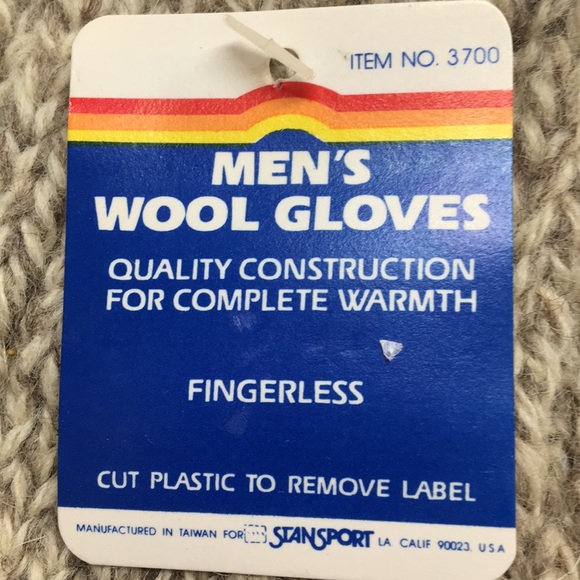 ITEM NO. 3700
MEN'S
WOOL GLOVES
QUALITY CONSTRUCTION
FOR COMPLETE WARMTH
FINGERLESS
CUT PLASTIC TO REMOVE LABEL
MANUFACTURED IN TAIWAN FOR STANSPORT LA CALIF 90023. USA